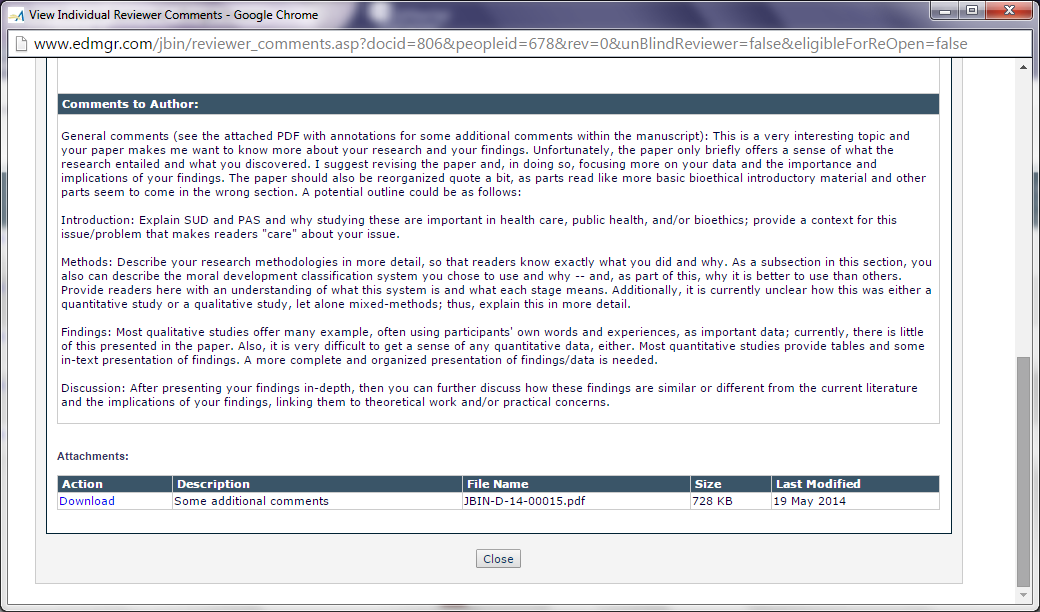 View Individual Reviewer Comments - Google Chrome
www.edmgr.com/jbin/reviewer_comments.asp?docid=806&peopleid=678&rev=0&unBlindReviewer=false&eligibleForReOpen=false
Comments to Author:
General comments (see the attached PDF with annotations for some additional comments within the manuscript): This is a very interesting topic and
your paper makes me want to know more about your research and your findings. Unfortunately, the paper only briefly offers a sense of what the
research entailed and what you discovered. I suggest revising the paper and, in doing so, focusing more on your data and the importance and
implications of your findings. The paper should also be reorganized quote a bit, as parts read like more basic bioethical introductory material and other
parts seem to come in the wrong section. A potential outline could be as follows:
Introduction: Explain SUD and PAS and why studying these are important in health care, public health, and/or bioethics; provide a context for this
issue/problem that makes readers "care" about your issue.
Methods: Describe your research methodologies in more detail, so that readers know exactly what you did and why. As a subsection in this section, you
also can describe the moral development classification system you chose to use and why -- and, as part of this, why it is better to use than others.
Provide readers here with an understanding of what this system is and what each stage means. Additionally, it is currently unclear how this was either a
quantitative study or a qualitative study, let alone mixed-methods; thus, explain this in more detail.
Findings: Most qualitative studies offer many example, often using participants' own words and experiences, as important data; currently, there is little
of this presented in the paper. Also, it is very difficult to get a sense of any quantitative data, either. Most quantitative studies provide tables and some
in-text presentation of findings. A more complete and organized presentation of findings/data is needed.
Discussion: After presenting your findings in-depth, then you can further discuss how these findings are similar or different from the current literature
and the implications of your findings, linking them to theoretical work and/or practical concerns.
Attachments:
Action Description File Name Size Last Modified
Download Some additional comments JBIN-D-14-00015.pdf 728 KB 19 May 2014
Close